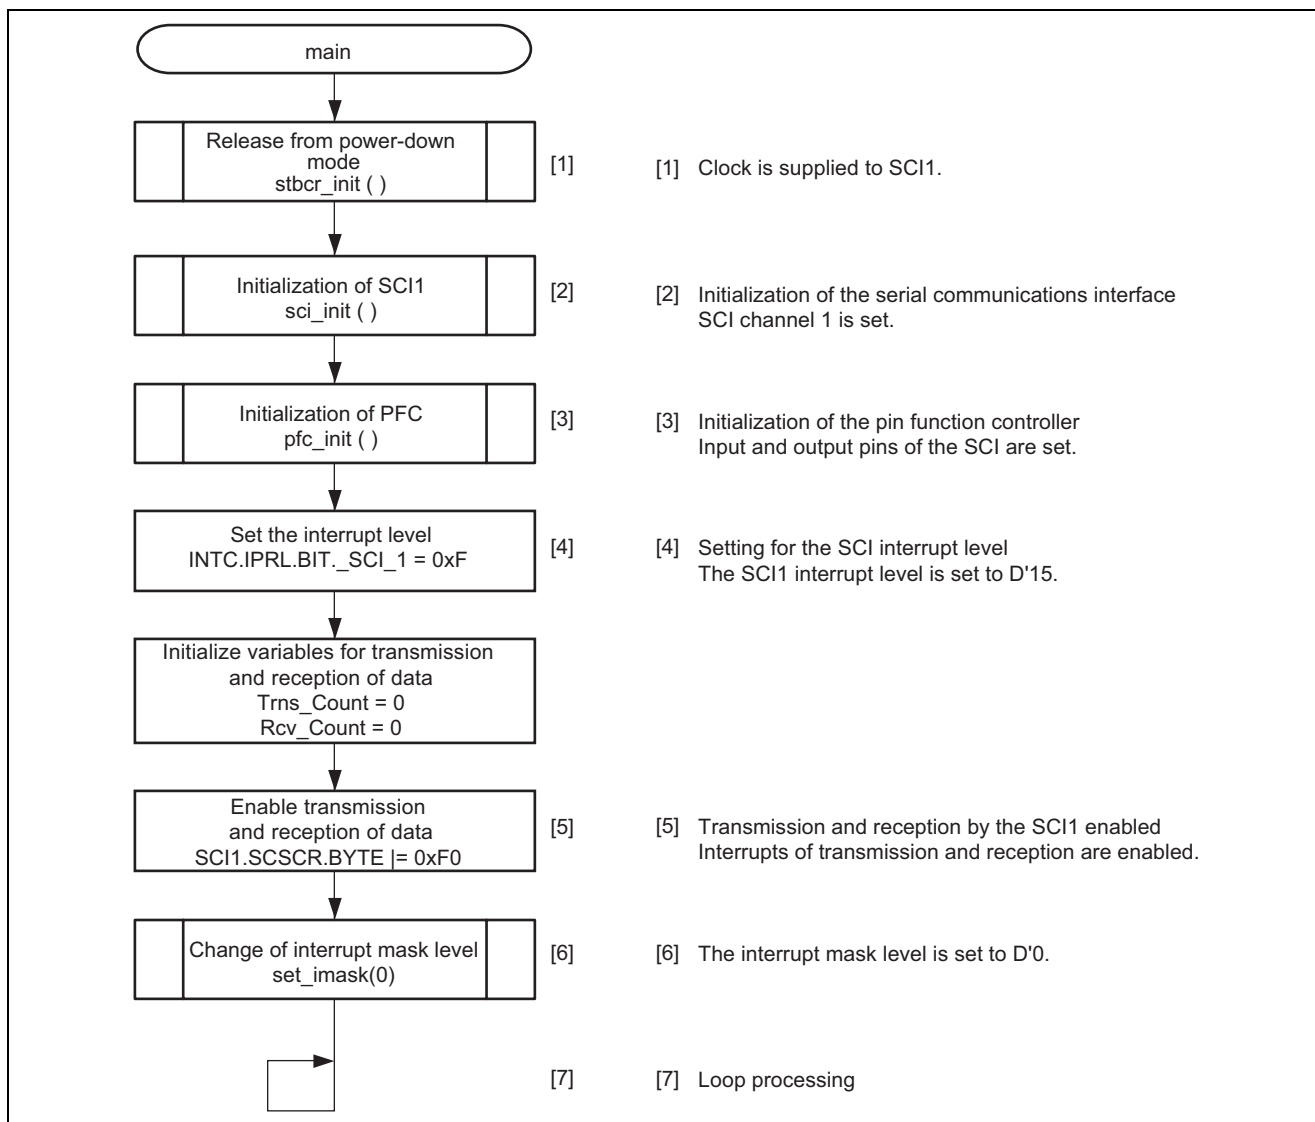 main
Release from power-down
mode
stbcr_init ( )
[1]
[1] Clock is supplied to SCI1.
Initialization of SCI1
sci_init ( )
[2]
[2] Initialization of the serial communications interface
SCI channel 1 is set.
Initialization of PFC
pfc_init ( )
[3]
[3] Initialization of the pin function controller
Input and output pins of the SCI are set.
Set the interrupt level
INTC.IPRL.BIT._SCI_1 = 0xF
[4]
[4] Setting for the SCI interrupt level
The SCI1 interrupt level is set to D'15.
Initialize variables for transmission
and reception of data
Trns_Count = 0
Rcv_Count = 0
Enable transmission
and reception of data
SCI1.SCSCR.BYTE |= 0xF0
[5]
[5] Transmission and reception by the SCI1 enabled
Interrupts of transmission and reception are enabled.
Change of interrupt mask level
set_imask(0)
[6]
[6] The interrupt mask level is set to D'0.
[7]
[7] Loop processing